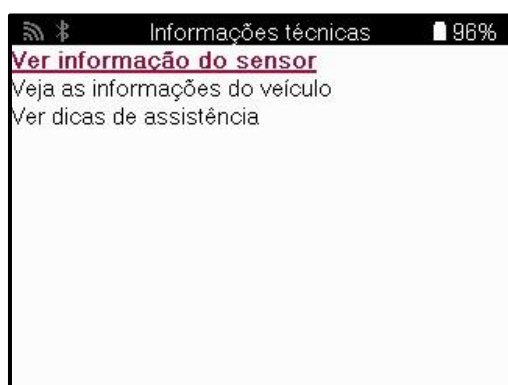 Informações técnicas 96%
Ver informação do sensor
Veja as informações do veículo
Ver dicas de assistência